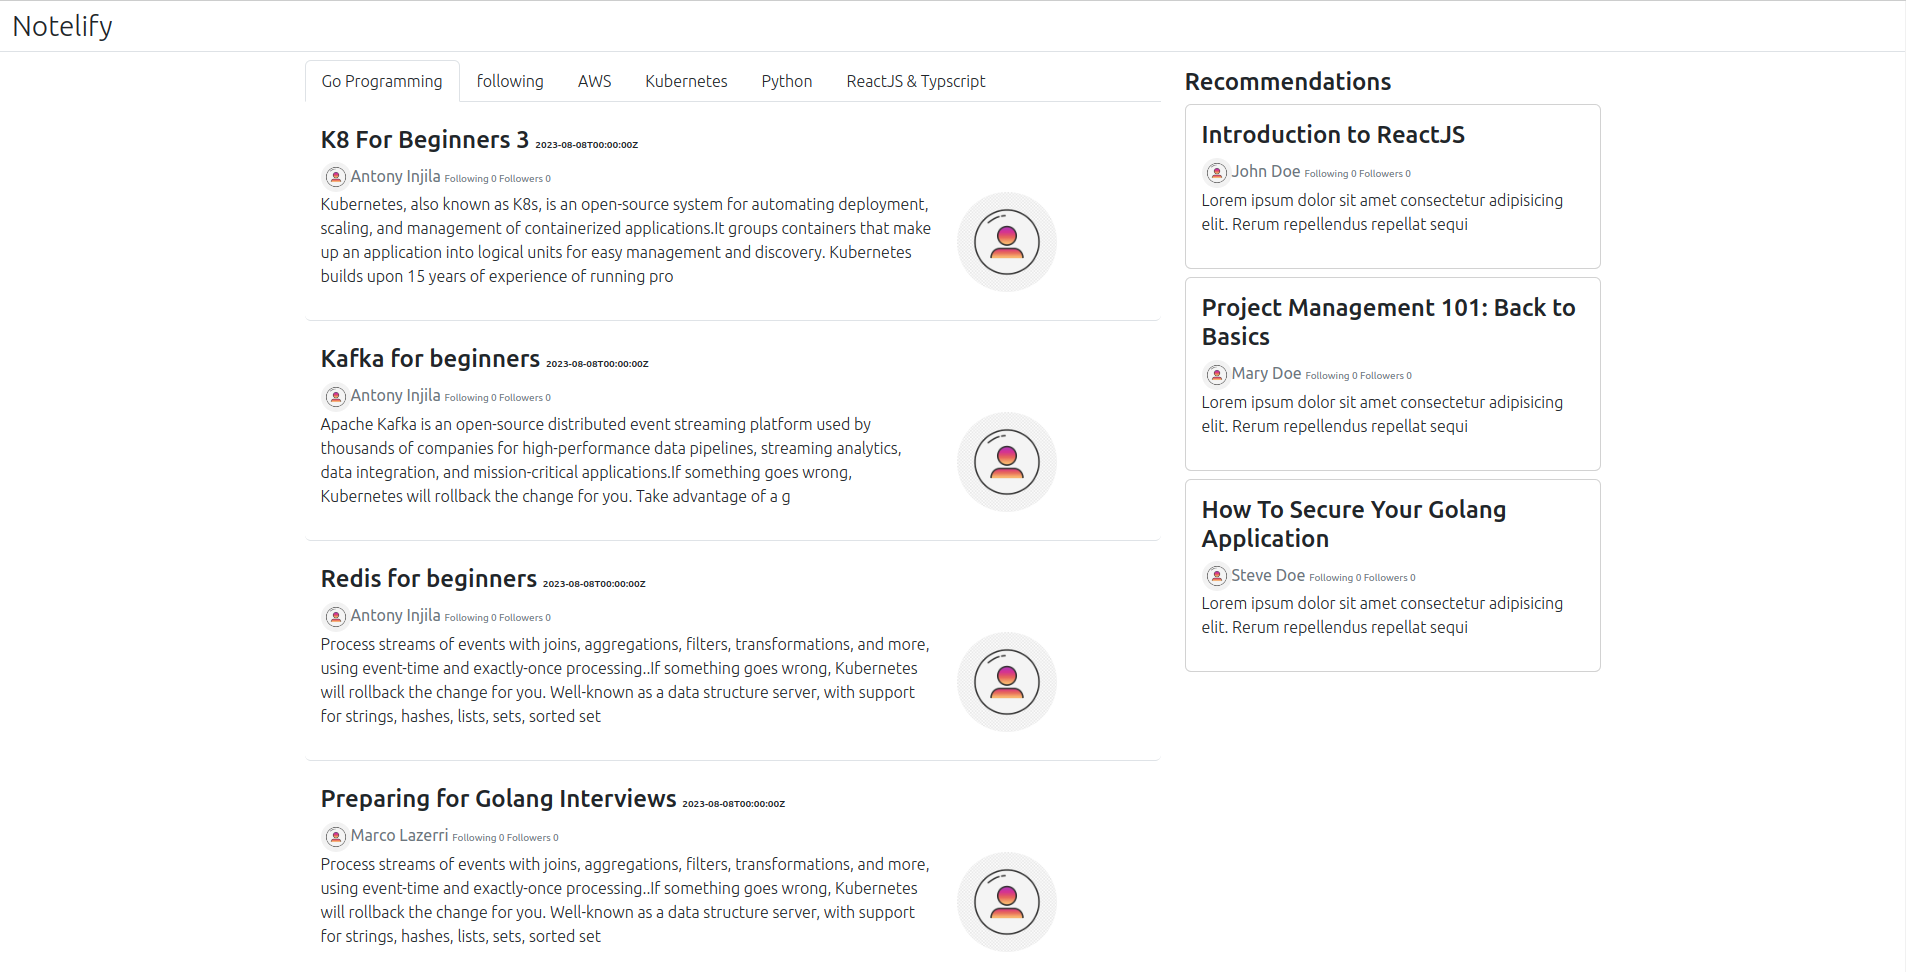 Notelify
Go Programming following AWS Kubernetes Python ReactJS & Typscript
K8 For Beginners 3 2023-08-08T00:00:00Z
Antony Injila Following 0 Followers 0
Kubernetes, also known as K8s, is an open-source system for automating deployment,
scaling, and management of containerized applications.It groups containers that make
up an application into logical units for easy management and discovery. Kubernetes
builds upon 15 years of experience of running pro
Kafka for beginners 2023-08-08T00:00:00Z
Antony Injila Following 0 Followers 0
Apache Kafka is an open-source distributed event streaming platform used by
thousands of companies for high-performance data pipelines, streaming analytics,
data integration, and mission-critical applications.If something goes wrong,
Kubernetes will rollback the change for you. Take advantage of a g
Redis for beginners 2023-08-08T00:00:00Z
Antony Injila Following 0 Followers 0
Process streams of events with joins, aggregations, filters, transformations, and more,
using event-time and exactly-once processing..If something goes wrong, Kubernetes
will rollback the change for you. Well-known as a data structure server, with support
for strings, hashes, lists, sets, sorted set
Preparing for Golang Interviews 2023-08-08T00:00:00Z
Marco Lazerri Following 0 Followers 0
Process streams of events with joins, aggregations, filters, transformations, and more,
using event-time and exactly-once processing..If something goes wrong, Kubernetes
will rollback the change for you. Well-known as a data structure server, with support
for strings, hashes, lists, sets, sorted set
Recommendations
Introduction to ReactJS
John Doe Following 0 Followers 0
Lorem ipsum dolor sit amet consectetur adipisicing
elit. Rerum repellendus repellat sequi
Project Management 101: Back to
Basics
Mary Doe Following 0 Followers 0
Lorem ipsum dolor sit amet consectetur adipisicing
elit. Rerum repellendus repellat sequi
How To Secure Your Golang
Application
Steve Doe Following 0 Followers 0
Lorem ipsum dolor sit amet consectetur adipisicing
elit. Rerum repellendus repellat sequi